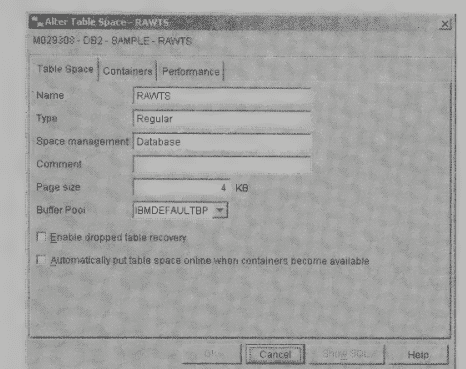 Alter Table Space - RAWTS
M029308 - DB2 - SAMPLE - RAWTS
Table Space Containers Performance
Name RAWTS
Type Regular
Space management Database
Comment
Page size 4 KB
Buffer Pool IBMDEFAULTBP
Enable dropped table recovery
Automatically put table space online when containers become available
Cancel Show SQL Help